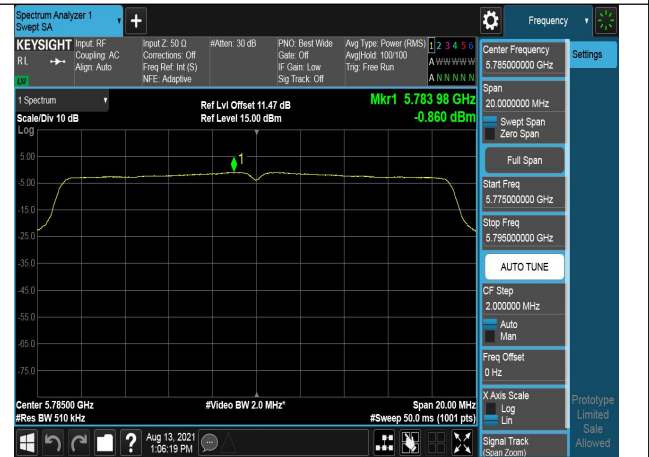 Spectrum Analyzer 1
Swept SA
Frequency
KEYSIGHT
RL
Input: RF
Coupling: AC
Align: Auto
Input Z: 50 Ω
Corrections: Off
Freq Ref: Int (S)
NFE: Adaptive
#Atten: 30 dB
PNO: Best Wide
Gate: Off
IF Gain: Low
Sig Track: Off
Avg Type: Power (RMS)
Avg|Hold: 100/100
Trig: Free Run
1 2 3 4 5 6
A W W W W W
A N N N N N
LXI
1 Spectrum
Scale/Div 10 dB
Log
Ref Lvl Offset 11.47 dB
Ref Level 15.00 dBm
Mkr1 5.783 98 GHz
-0.860 dBm
1
5.00
-5.00
-15.0
-25.0
-35.0
-45.0
-55.0
-65.0
-75.0
Center 5.78500 GHz
#Res BW 510 kHz
#Video BW 2.0 MHz*
Span 20.00 MHz
#Sweep 50.0 ms (1001 pts)
Center Frequency
5.785000000 GHz
Settings
Span
20.0000000 MHz
Swept Span
Zero Span
Full Span
Start Freq
5.775000000 GHz
Stop Freq
5.795000000 GHz
AUTO TUNE
CF Step
2.000000 MHz
Auto
Man
Freq Offset
0 Hz
X Axis Scale
Log
Lin
Signal Track
(Span Zoom)
Prototype
Limited
Sale
Allowed
?
Aug 13, 2021
1:06:19 PM